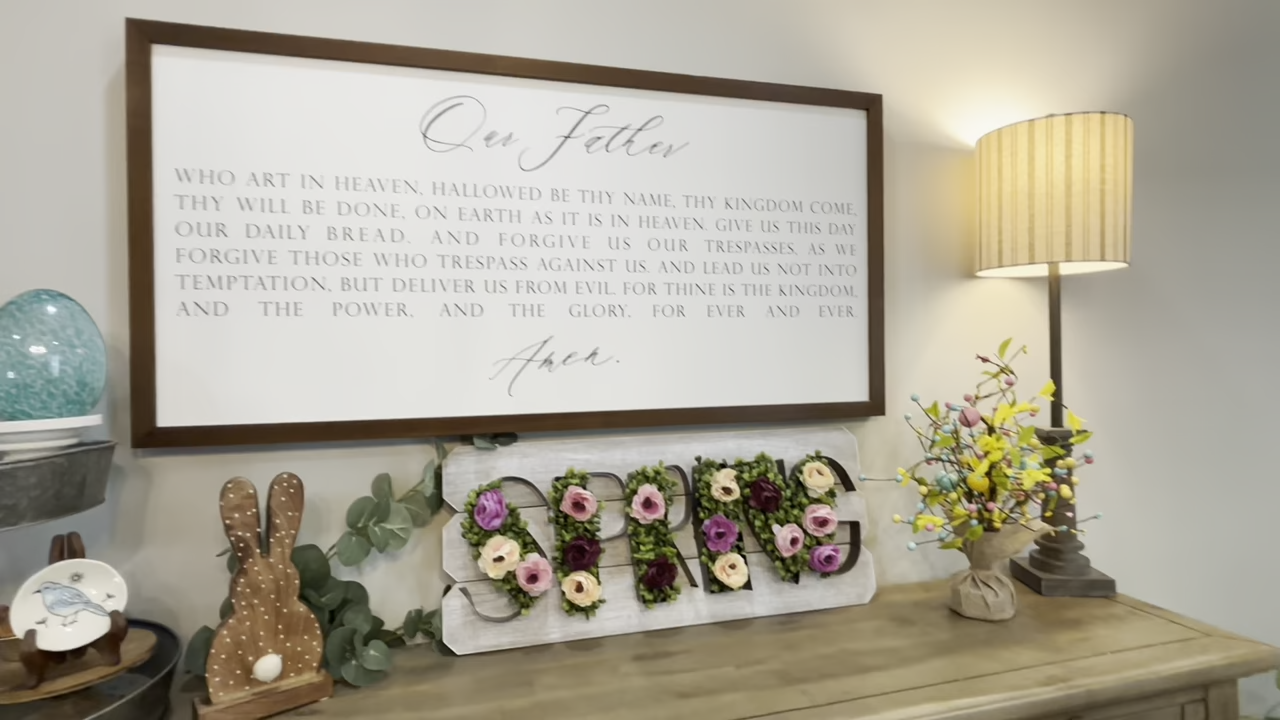 Our Father
WHO ART IN HEAVEN, HALLOWED BE THY NAME, THY KINGDOM COME,
THY WILL BE DONE, ON EARTH AS IT IS IN HEAVEN. GIVE US THIS DAY
OUR DAILY BREAD. AND FORGIVE US OUR TRESPASSES, AS WE
FORGIVE THOSE WHO TRESPASS AGAINST US. AND LEAD US NOT INTO
TEMPTATION, BUT DELIVER US FROM EVIL. FOR THINE IS THE KINGDOM,
AND THE POWER, AND THE GLORY, FOR EVER AND EVER.
Amen.
SPRING